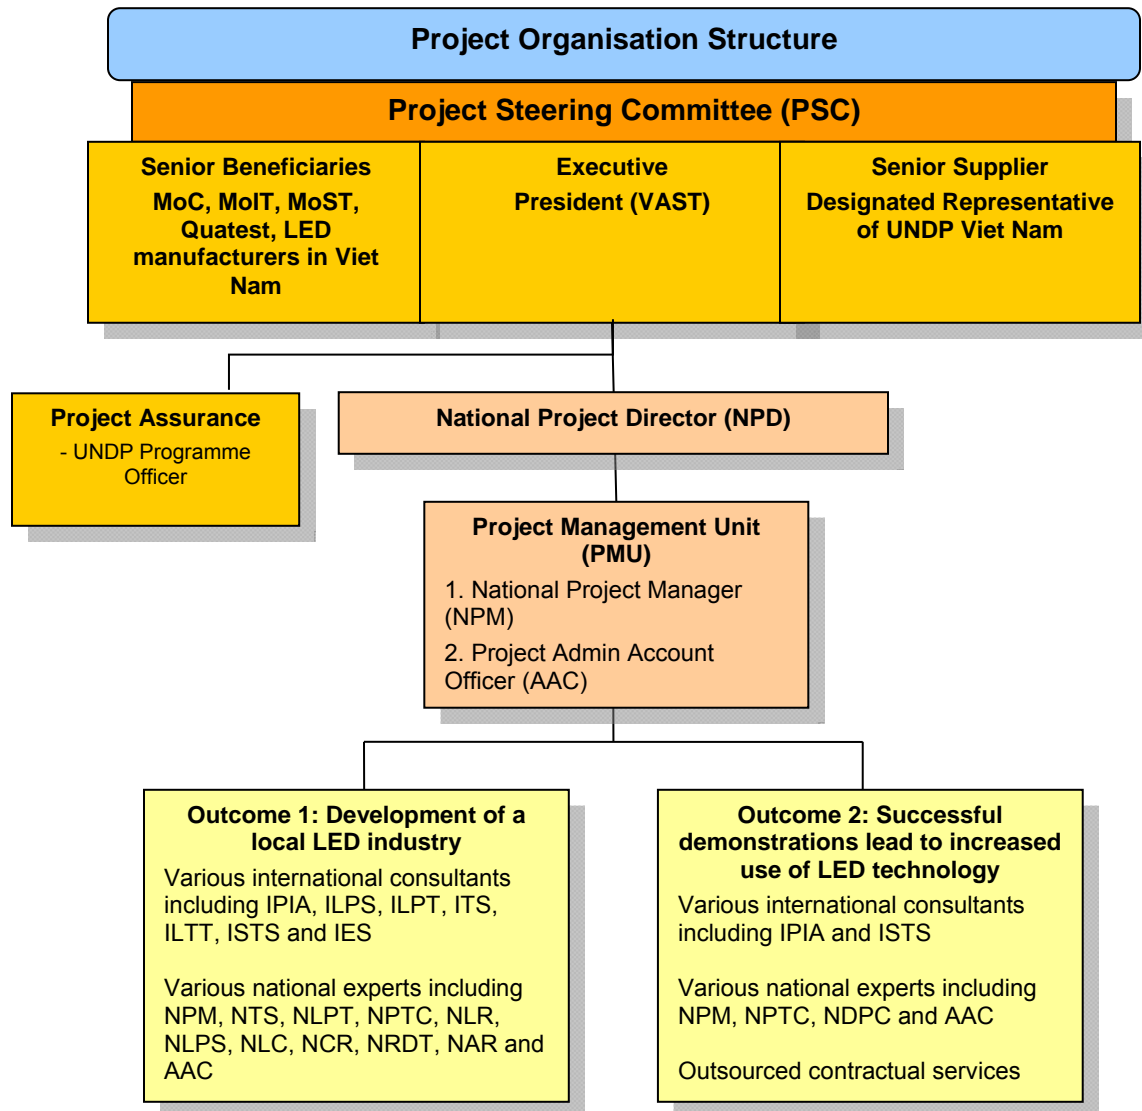 Project Organisation Structure
Project Steering Committee (PSC)
Senior Beneficiaries
MoC, MoIT, MoST,
Quatest, LED
manufacturers in Viet
Nam
Executive
President (VAST)
Senior Supplier
Designated Representative
of UNDP Viet Nam
Project Assurance
- UNDP Programme
Officer
National Project Director (NPD)
Project Management Unit
(PMU)
1. National Project Manager
(NPM)
2. Project Admin Account
Officer (AAC)
Outcome 1: Development of a
local LED industry
Various international consultants
including IPIA, ILPS, ILPT, ITS,
ILTT, ISTS and IES
Various national experts including
NPM, NTS, NLPT, NPTC, NLR,
NLPS, NLC, NCR, NRDT, NAR and
AAC
Outcome 2: Successful
demonstrations lead to increased
use of LED technology
Various international consultants
including IPIA and ISTS
Various national experts including
NPM, NPTC, NDPC and AAC
Outsourced contractual services